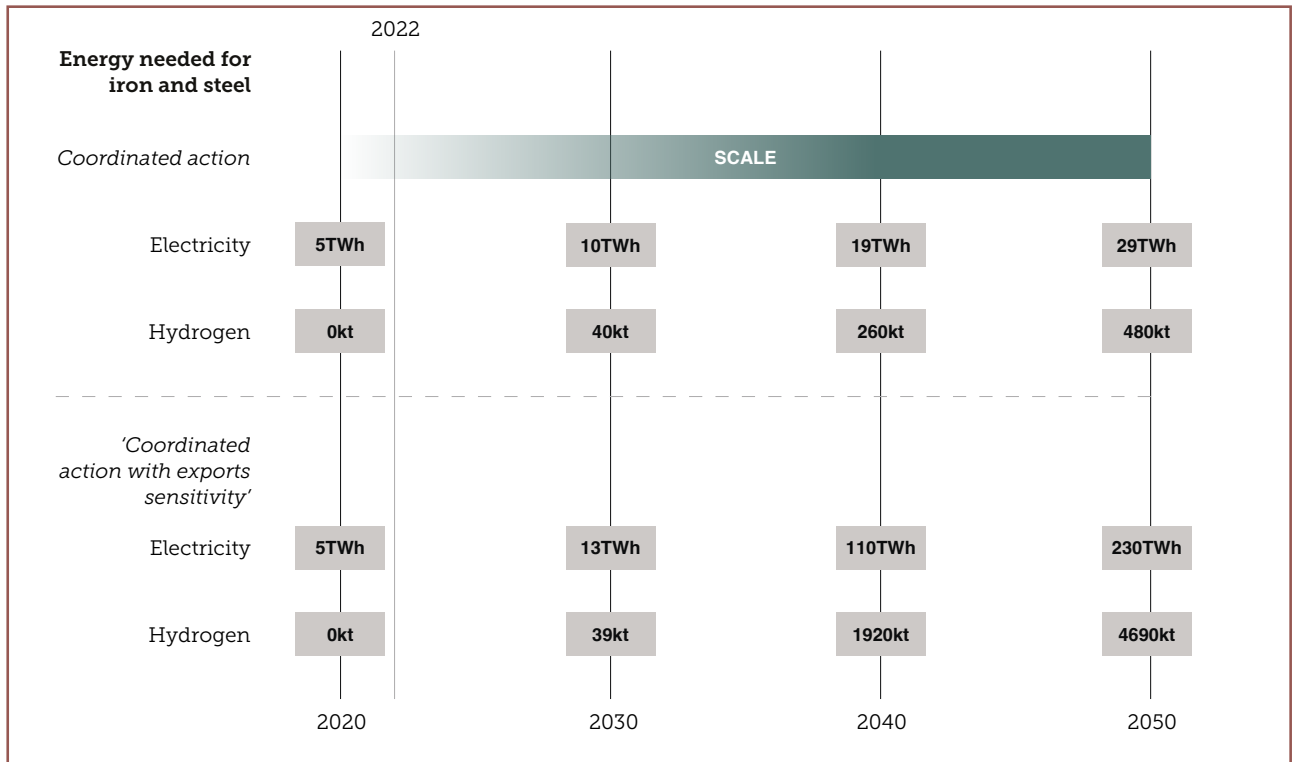 2022
Energy needed for
iron and steel
Coordinated action
SCALE
Electricity
5TWh
10TWh
19TWh
29TWh
Hydrogen
0kt
40kt
260kt
480kt
‘Coordinated
action with exports
sensitivity’
Electricity
5TWh
13TWh
110TWh
230TWh
Hydrogen
0kt
39kt
1920kt
4690kt
2020
2030
2040
2050